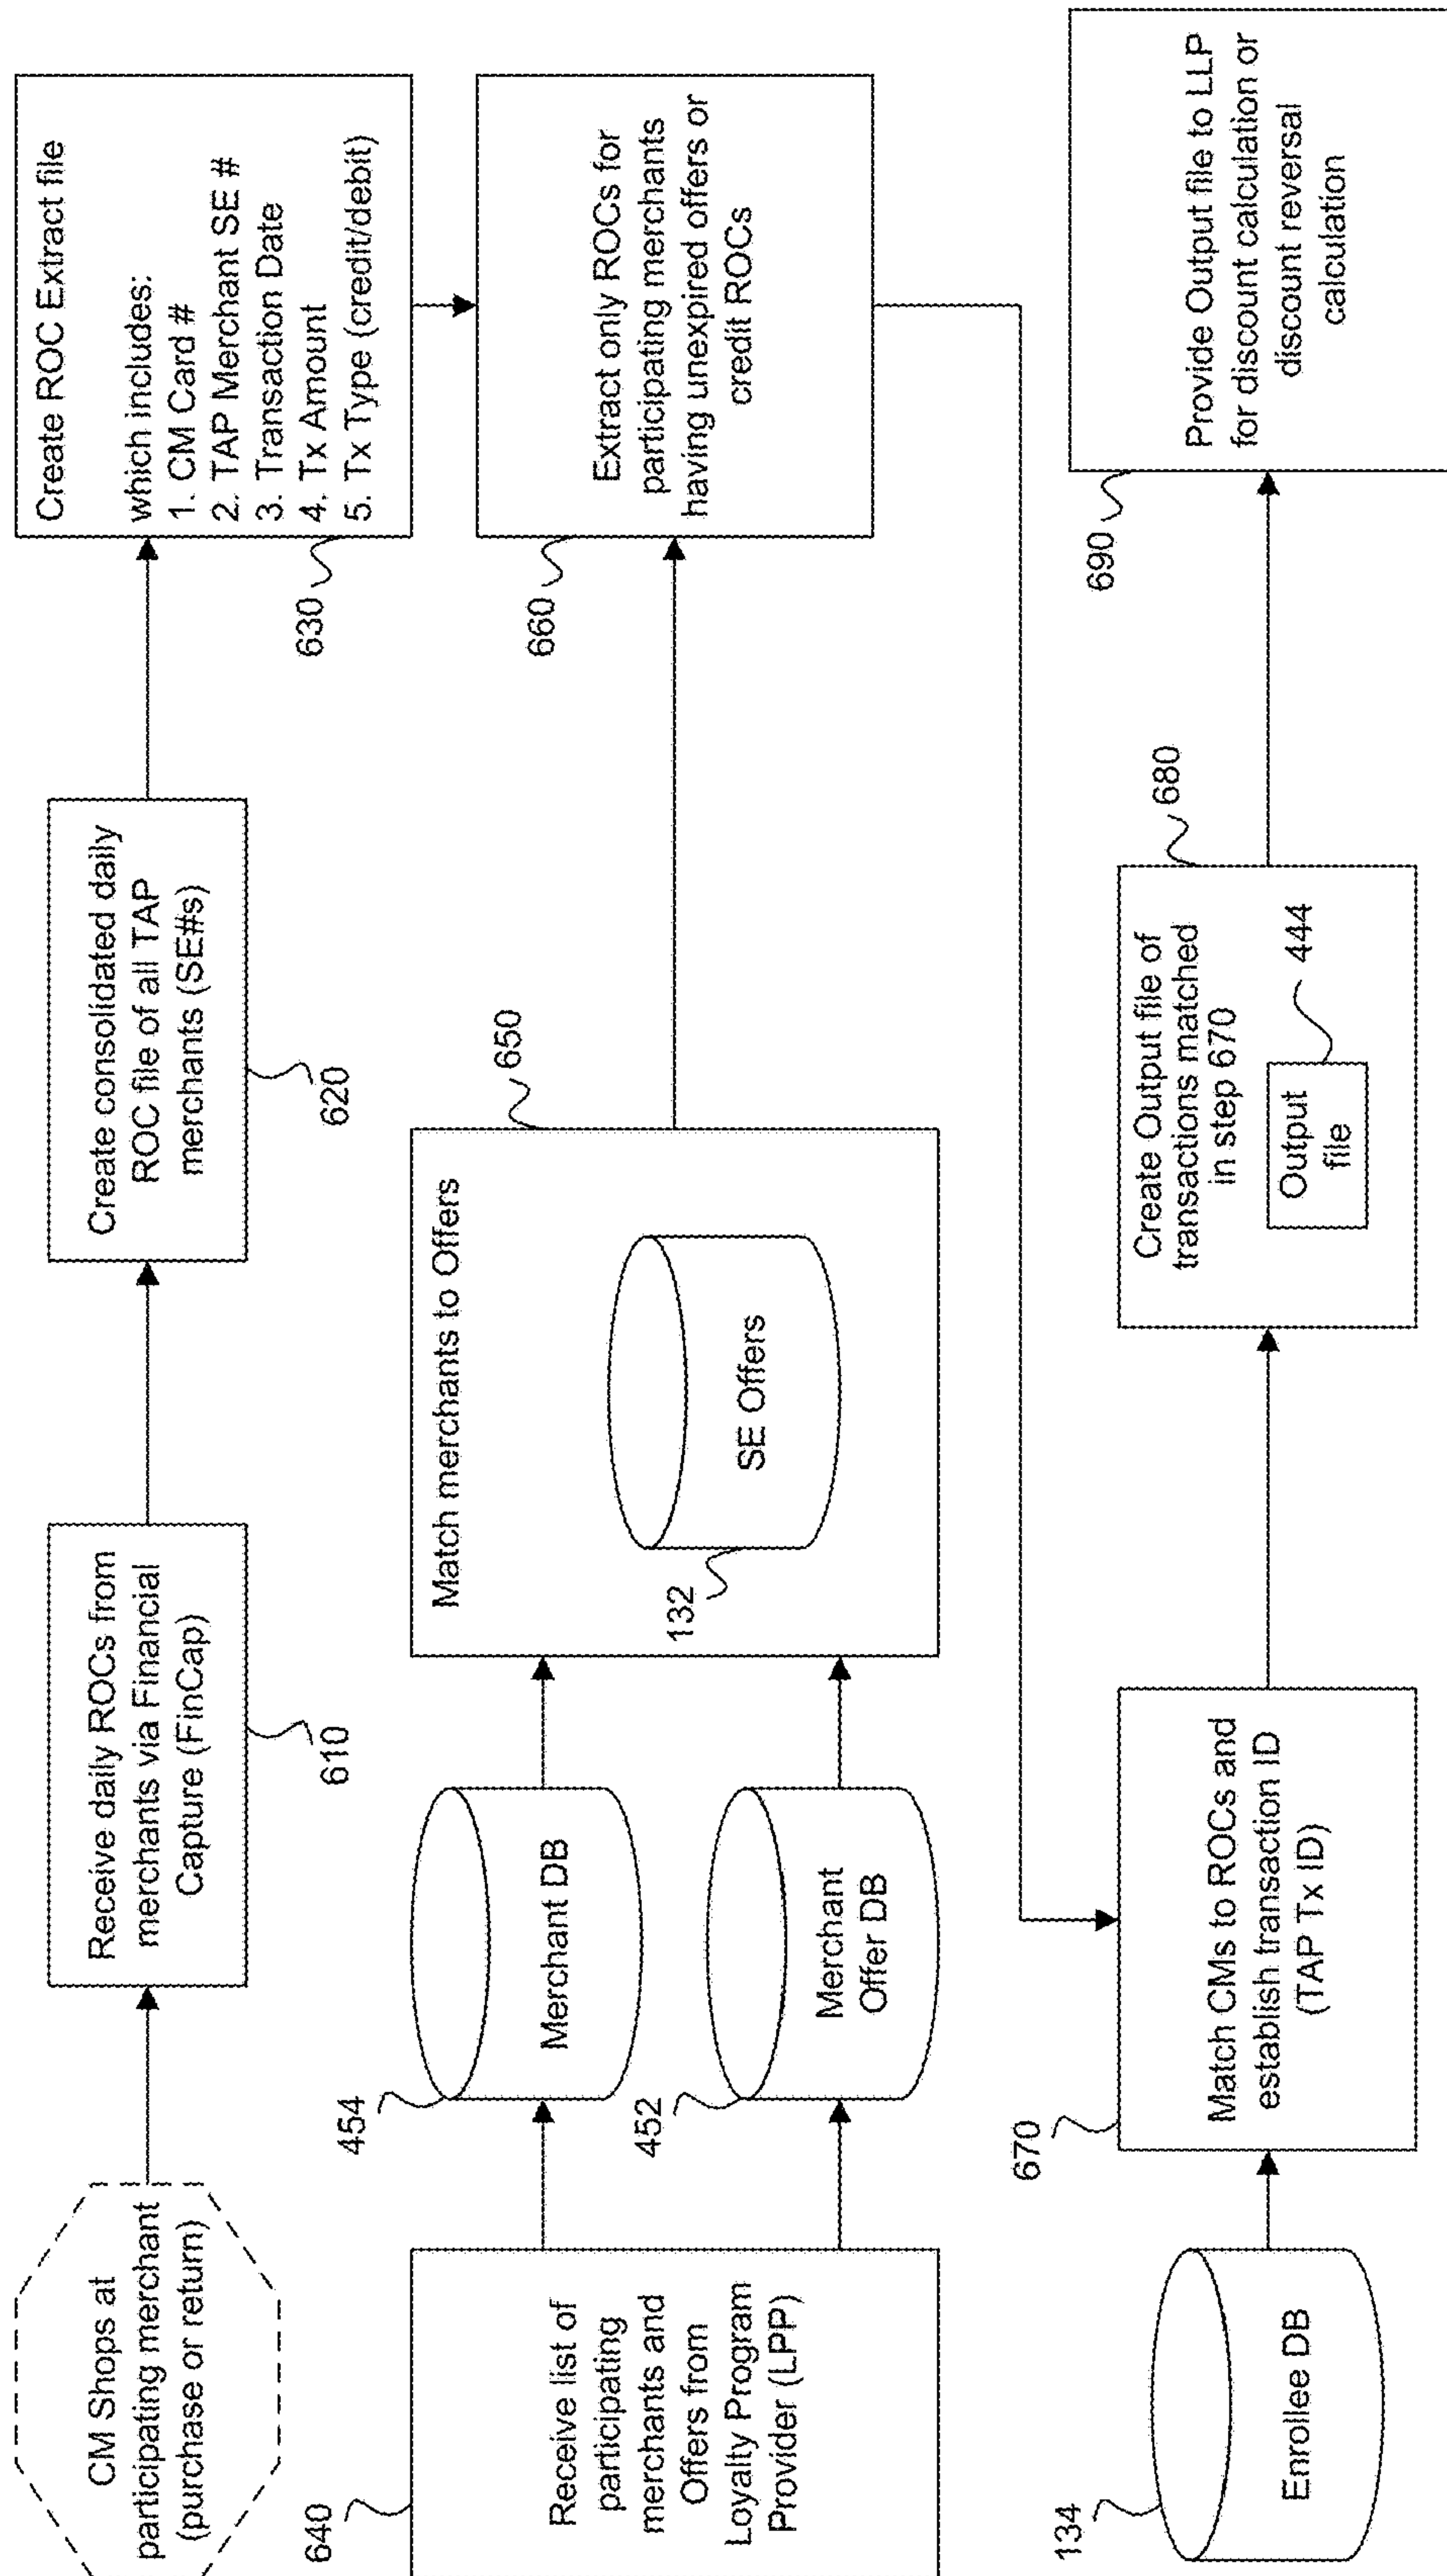 CM Shops at
participating merchant
(purchase or return)
Receive daily ROCs from
merchants via Financial
Capture (FinCap)
610
Create consolidated daily
ROC file of all TAP
merchants (SE#s)
620
Create ROC Extract file
which includes:
1. CM Card #
2. TAP Merchant SE #
3. Transaction Date
4. Tx Amount
5. Tx Type (credit/debit)
630
640
Receive list of
participating
merchants and
Offers from
Loyalty Program
Provider (LPP)
454
Merchant DB
452
Merchant
Offer DB
650
Match merchants to Offers
132
SE Offers
660
Extract only ROCs for
participating merchants
having unexpired offers or
credit ROCs
134
Enrollee DB
670
Match CMs to ROCs and
establish transaction ID
(TAP Tx ID)
680
Create Output file of
transactions matched
in step 670
444
Output
file
690
Provide Output file to LLP
for discount calculation or
discount reversal
calculation